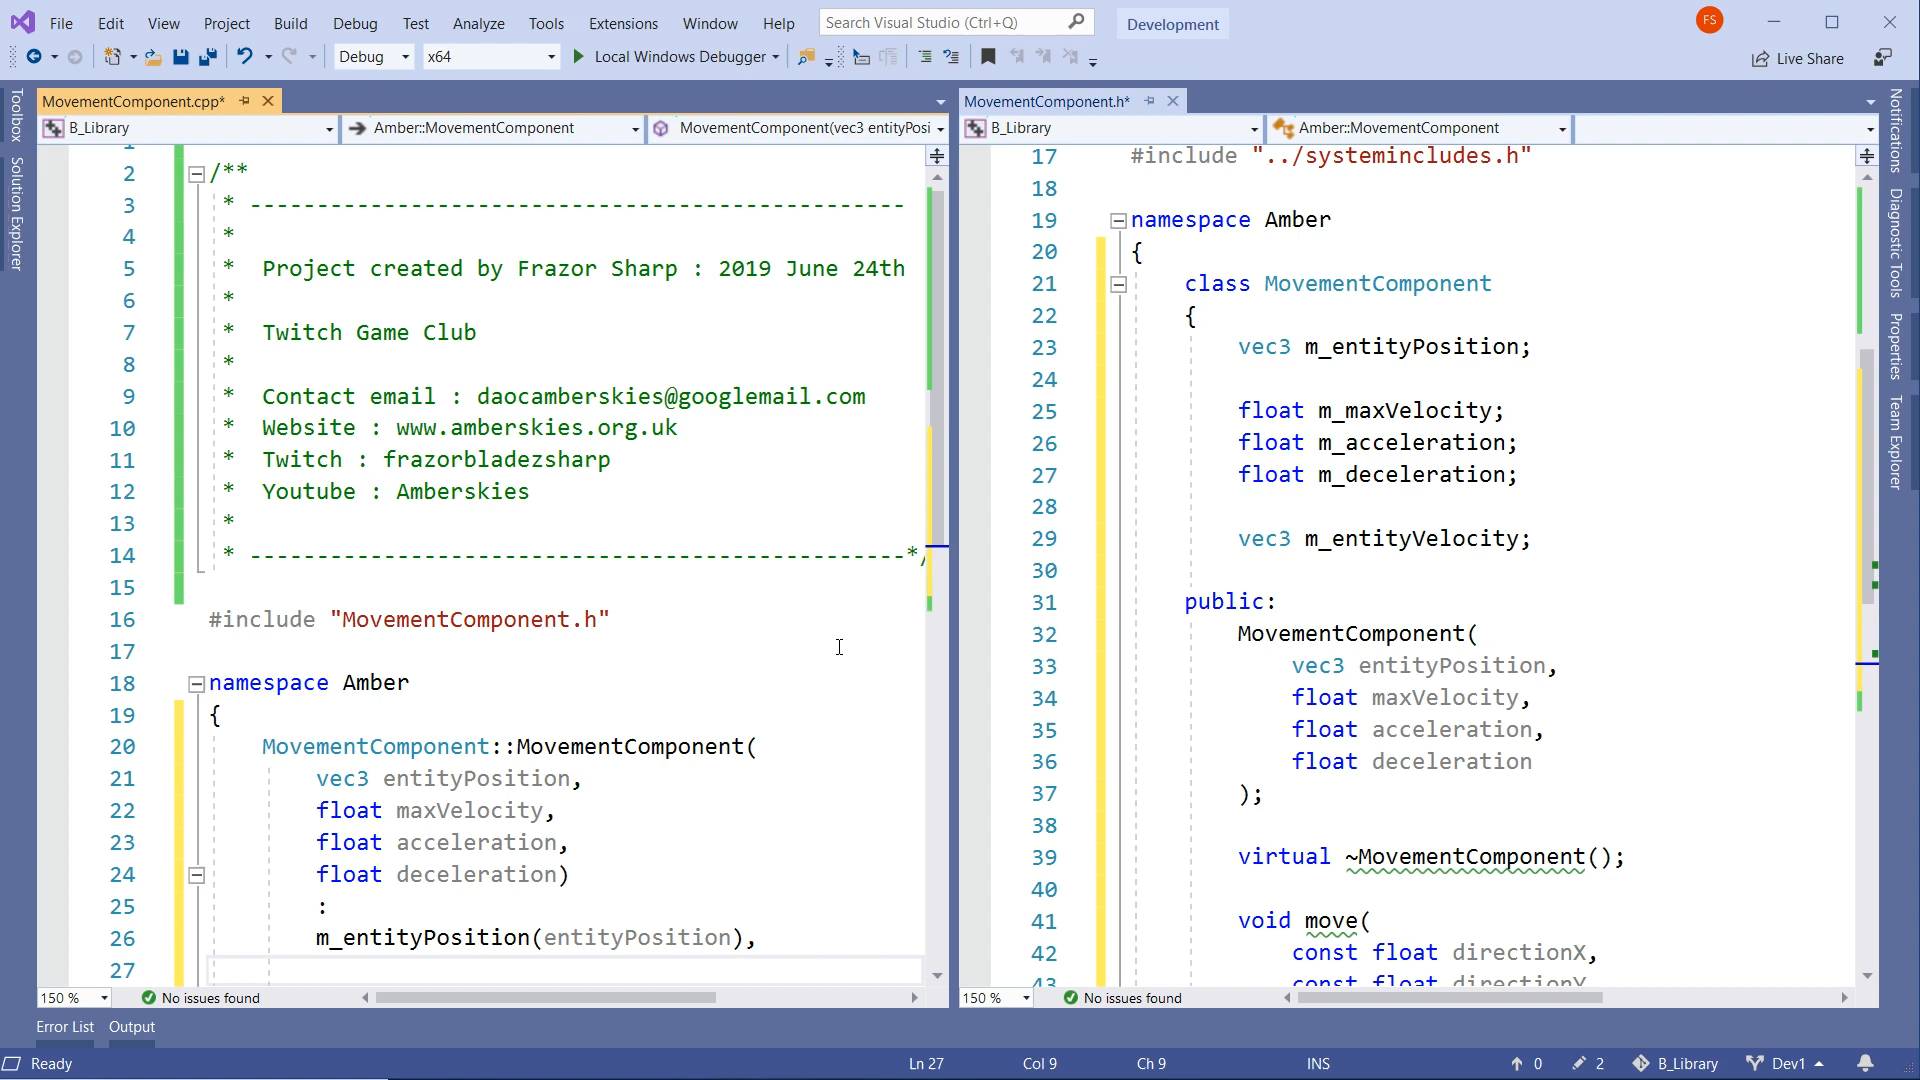 File Edit View Project Build Debug Test Analyze Tools Extensions Window Help Search Visual Studio (Ctrl+Q) Development FS
Debug x64 Local Windows Debugger Live Share
Toolbox
Solution Explorer
MovementComponent.cpp*
B_Library Amber::MovementComponent MovementComponent(vec3 entityPosi
1
2 /**
3 * -------------------------------------------------
4 *
5 * Project created by Frazor Sharp : 2019 June 24th
6 *
7 * Twitch Game Club
8 *
9 * Contact email : daocamberskies@googlemail.com
10 * Website : www.amberskies.org.uk
11 * Twitch : frazorbladezsharp
12 * Youtube : Amberskies
13 *
14 * -------------------------------------------------*/
15
16 #include "MovementComponent.h"
17
18 namespace Amber
19 {
20 MovementComponent::MovementComponent(
21 vec3 entityPosition,
22 float maxVelocity,
23 float acceleration,
24 float deceleration)
25 :
26 m_entityPosition(entityPosition),
27
150 % No issues found
MovementComponent.h*
B_Library Amber::MovementComponent
17 #include "../systemincludes.h"
18
19 namespace Amber
20 {
21 class MovementComponent
22 {
23 vec3 m_entityPosition;
24
25 float m_maxVelocity;
26 float m_acceleration;
27 float m_deceleration;
28
29 vec3 m_entityVelocity;
30
31 public:
32 MovementComponent(
33 vec3 entityPosition,
34 float maxVelocity,
35 float acceleration,
36 float deceleration
37 );
38
39 virtual ~MovementComponent();
40
41 void move(
42 const float directionX,
43 const float directionY
150 % No issues found
Notifications
Diagnostic Tools
Properties
Team Explorer
Error List Output
Ready Ln 27 Col 9 Ch 9 INS 0 2 B_Library Dev1